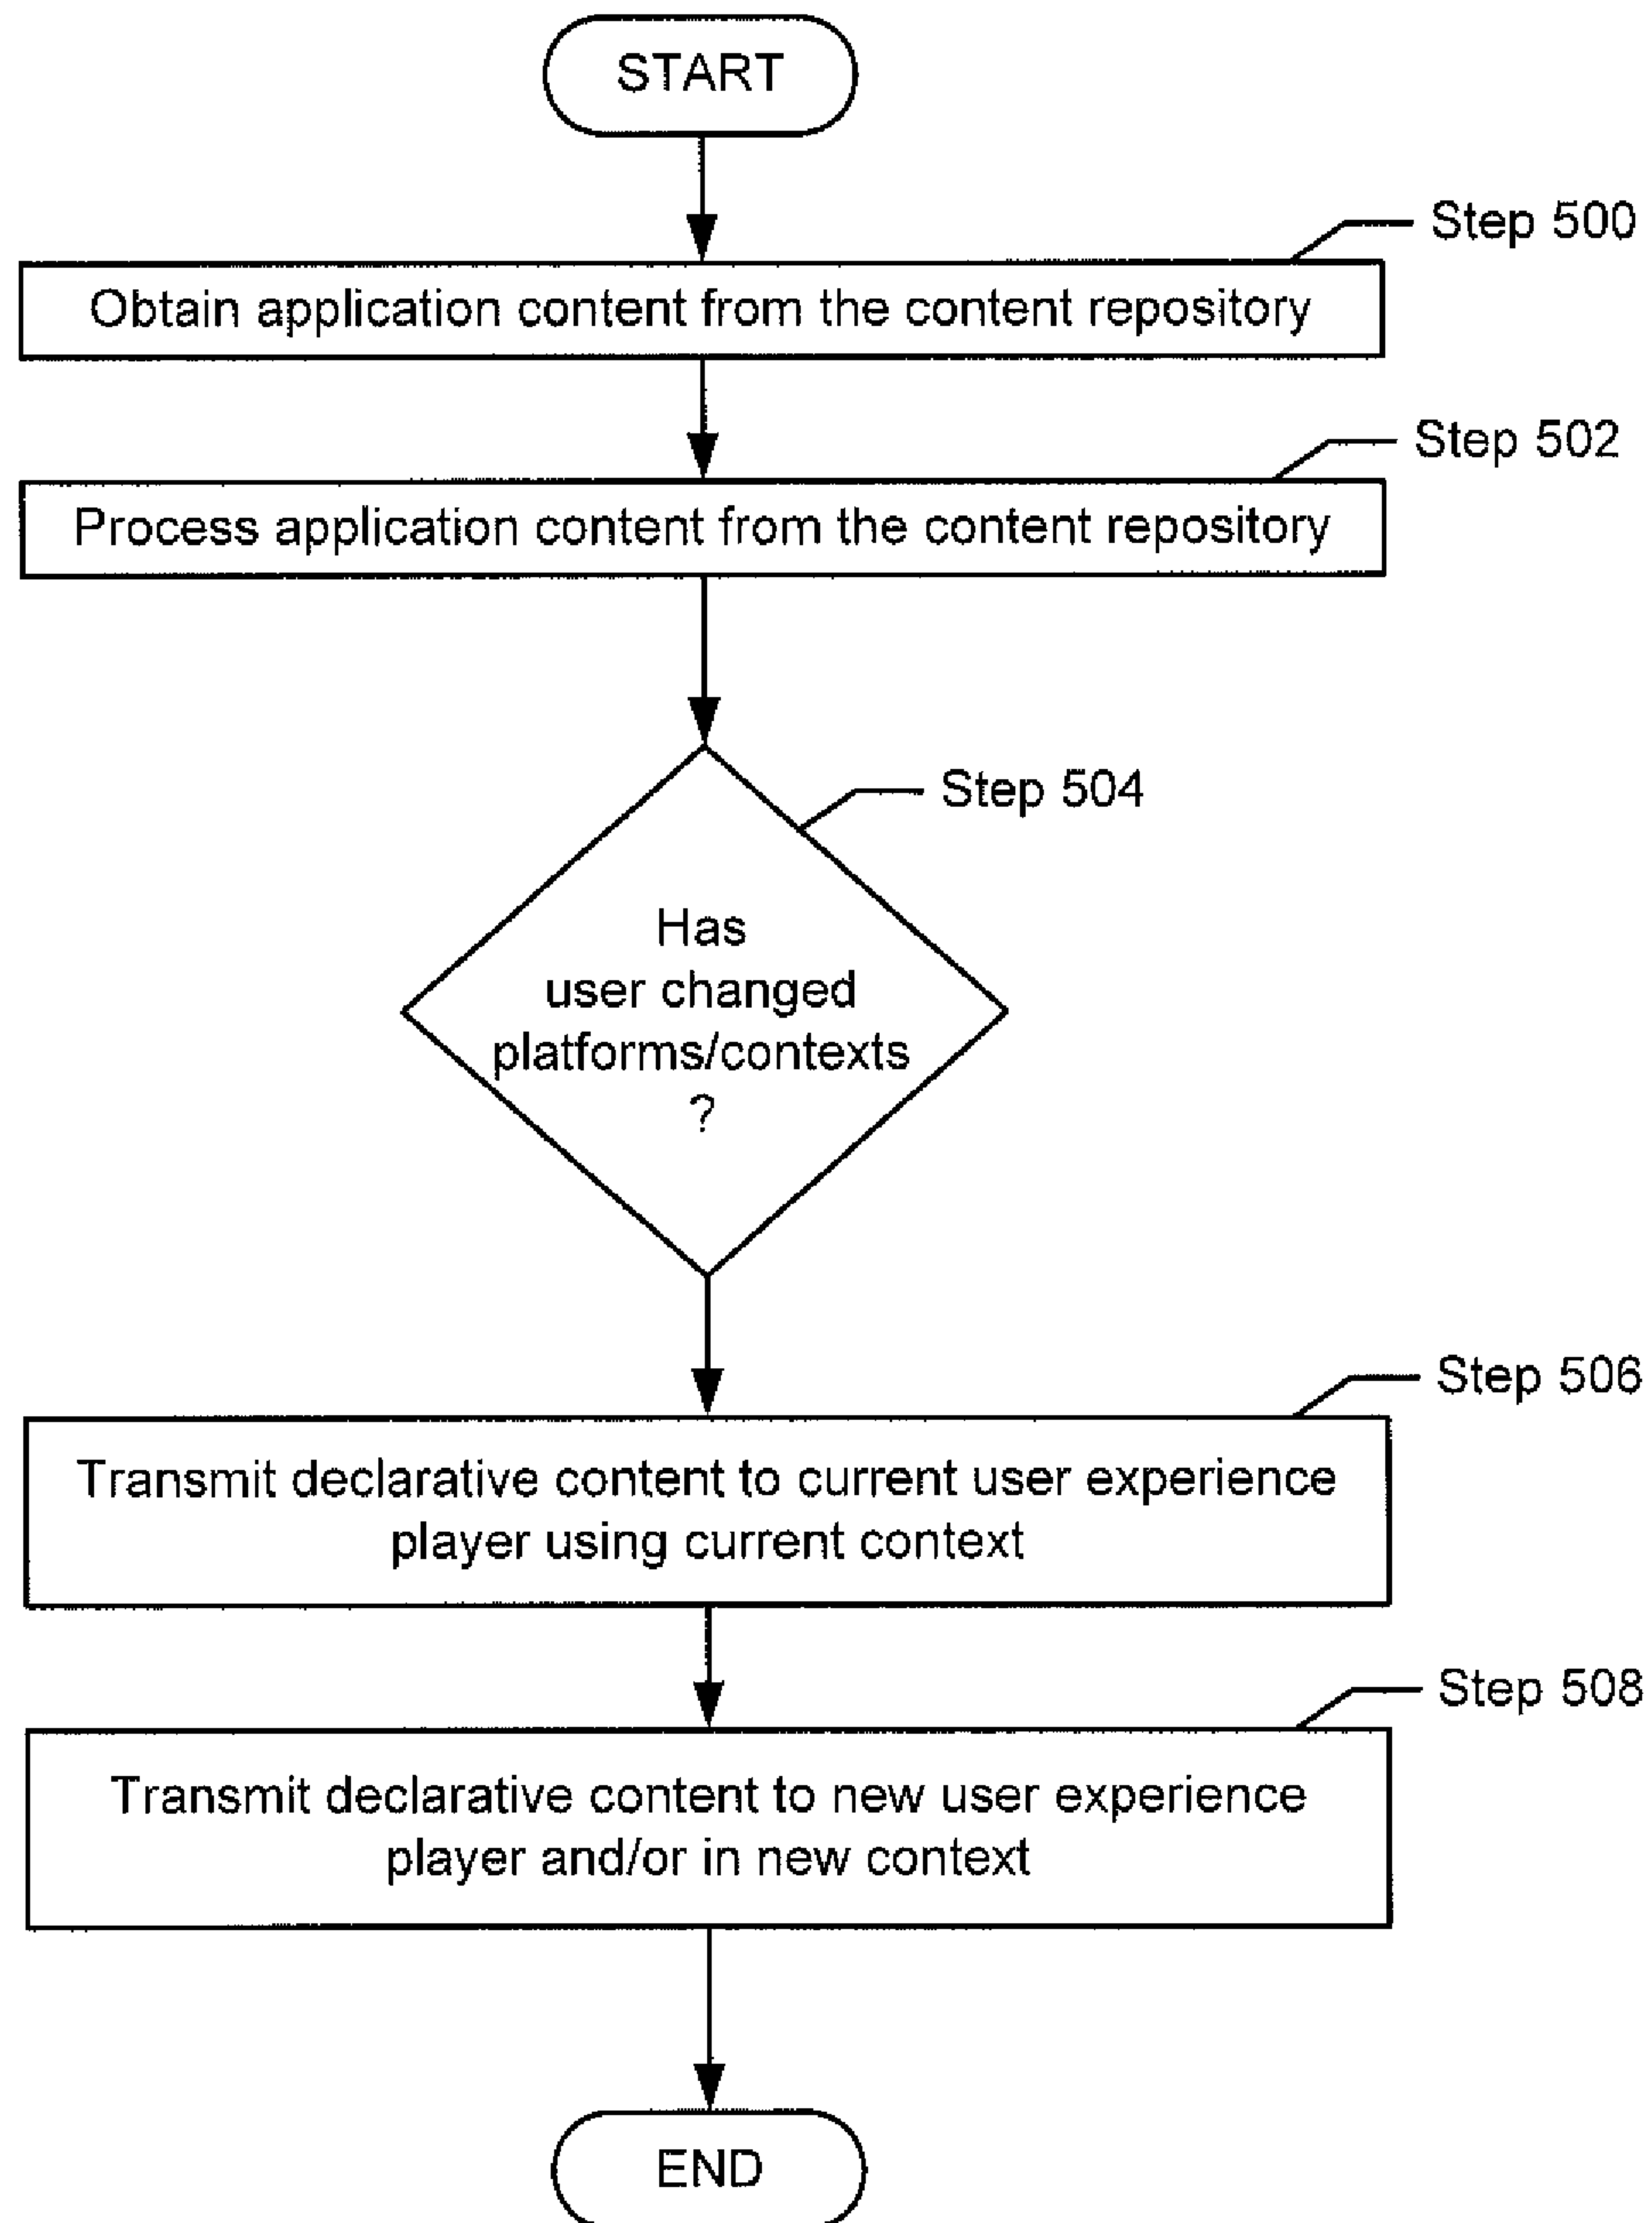 START
Step 500
Obtain application content from the content repository
Step 502
Process application content from the content repository
Step 504
Has
user changed
platforms/contexts
?
Step 506
Transmit declarative content to current user experience
player using current context
Step 508
Transmit declarative content to new user experience
player and/or in new context
END